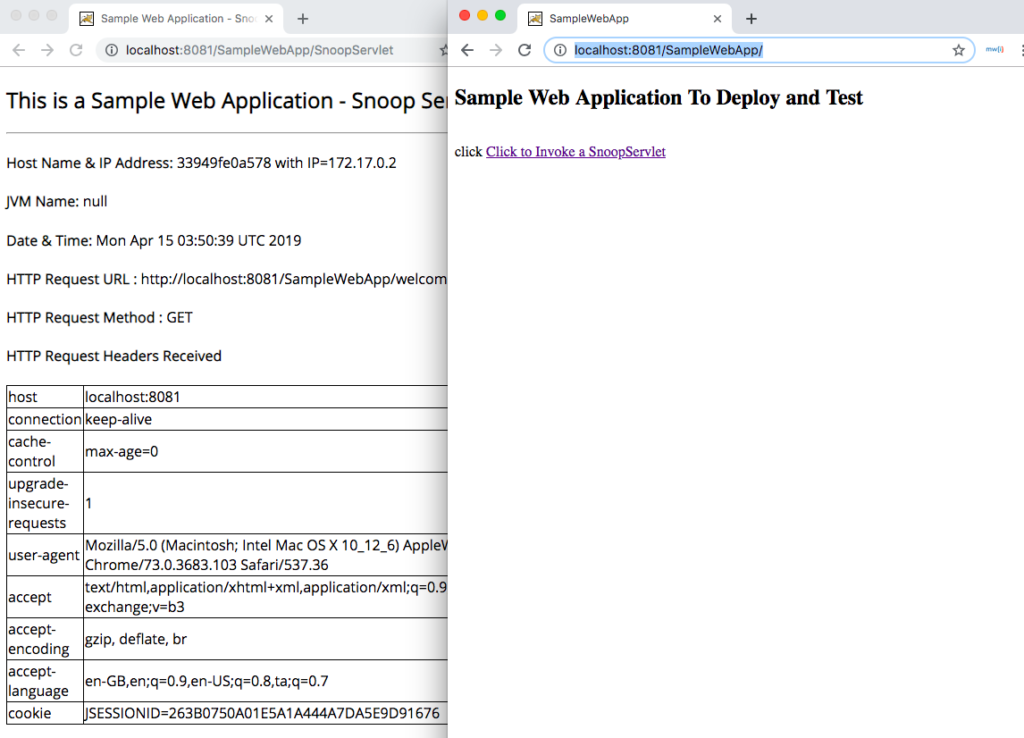 Sample Web Application - Snoo
localhost:8081/SampleWebApp/SnoopServlet
This is a Sample Web Application - Snoop Ser
Host Name & IP Address: 33949fe0a578 with IP=172.17.0.2
JVM Name: null
Date & Time: Mon Apr 15 03:50:39 UTC 2019
HTTP Request URL : http://localhost:8081/SampleWebApp/welcom
HTTP Request Method : GET
HTTP Request Headers Received
host localhost:8081
connection keep-alive
cache-
control max-age=0
upgrade-
insecure-
requests 1
user-agent Mozilla/5.0 (Macintosh; Intel Mac OS X 10_12_6) AppleW
Chrome/73.0.3683.103 Safari/537.36
accept text/html,application/xhtml+xml,application/xml;q=0.9
exchange;v=b3
accept-
encoding gzip, deflate, br
accept-
language en-GB,en;q=0.9,en-US;q=0.8,ta;q=0.7
cookie JSESSIONID=263B0750A01E5A1A444A7DA5E9D91676
SampleWebApp
localhost:8081/SampleWebApp/
Sample Web Application To Deploy and Test
click Click to Invoke a SnoopServlet